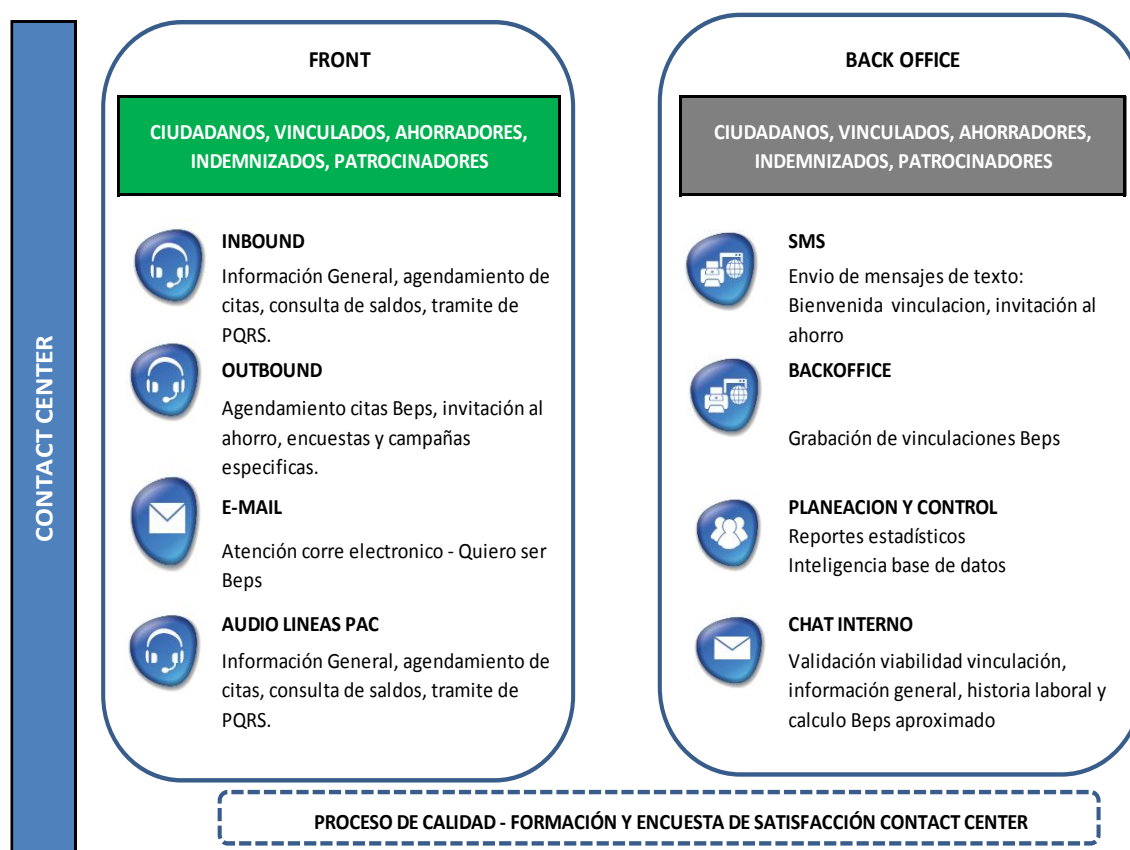 CONTACT CENTER
FRONT
CIUDADANOS, VINCULADOS, AHORRADORES,
INDEMNIZADOS, PATROCINADORES
INBOUND
Información General, agendamiento de
citas, consulta de saldos, tramite de
PQRS.
OUTBOUND
Agendamiento citas Beps, invitación al
ahorro, encuestas y campañas
especificas.
E-MAIL
Atención corre electronico - Quiero ser
Beps
AUDIO LINEAS PAC
Información General, agendamiento de
citas, consulta de saldos, tramite de
PQRS.
BACK OFFICE
CIUDADANOS, VINCULADOS, AHORRADORES,
INDEMNIZADOS, PATROCINADORES
SMS
Envio de mensajes de texto:
Bienvenida vinculacion, invitación al
ahorro
BACKOFFICE
Grabación de vinculaciones Beps
PLANEACION Y CONTROL
Reportes estadísticos
Inteligencia base de datos
CHAT INTERNO
Validación viabilidad vinculación,
información general, historia laboral y
calculo Beps aproximado
PROCESO DE CALIDAD - FORMACIÓN Y ENCUESTA DE SATISFACCIÓN CONTACT CENTER